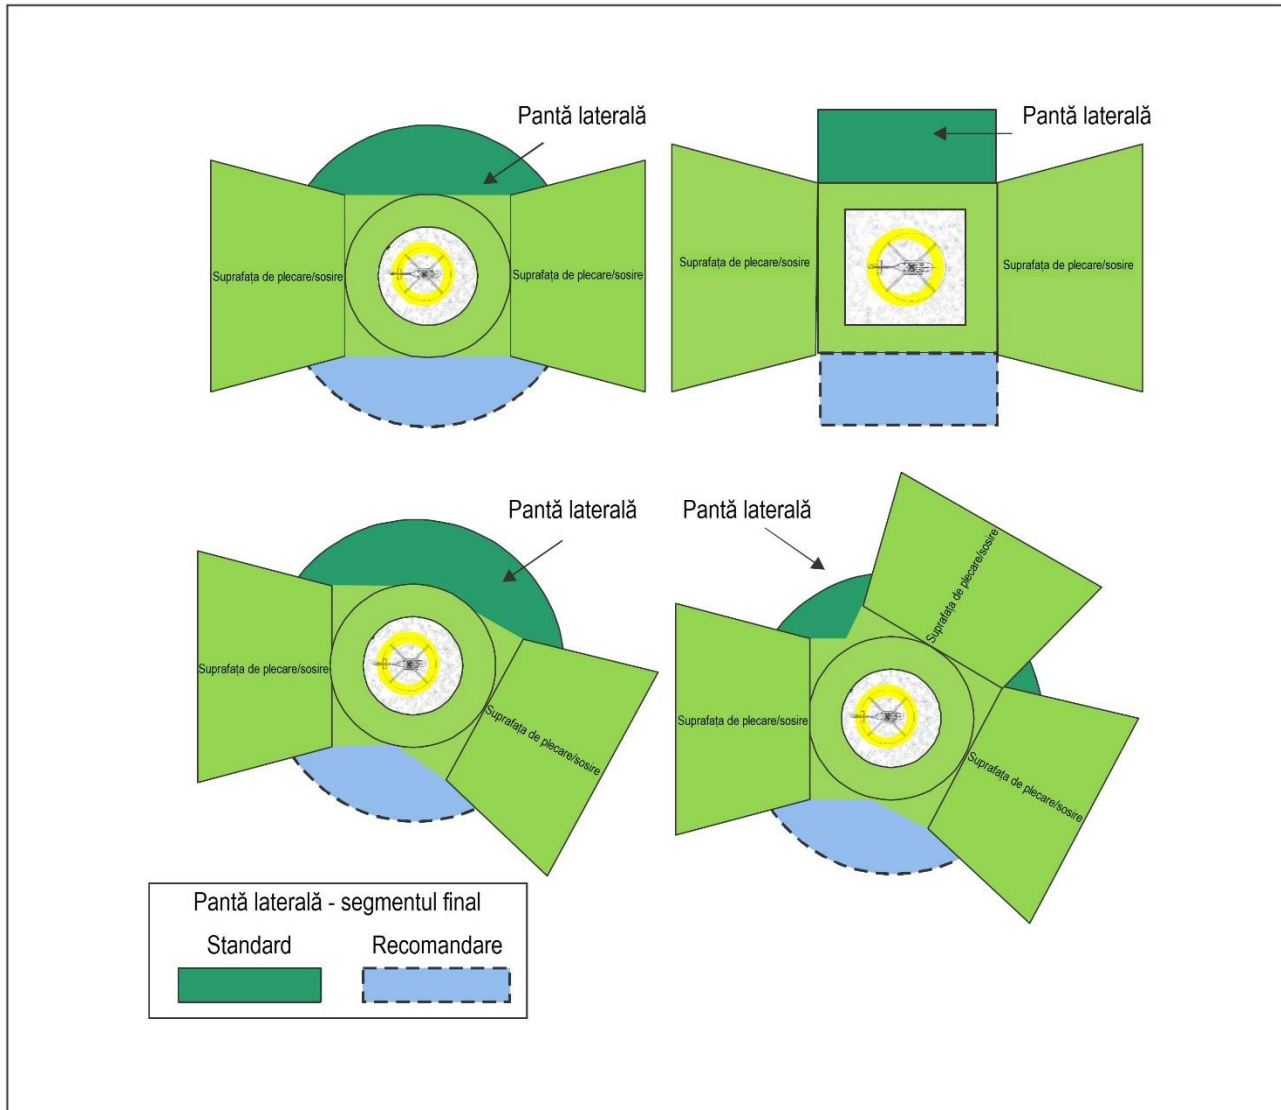 Pantă laterală
Pantă laterală
Suprafața de plecare/sosire
Suprafața de plecare/sosire
Suprafața de plecare/sosire
Suprafața de plecare/sosire
Pantă laterală
Pantă laterală
Suprafața de plecare/sosire
Suprafața de plecare/sosire
Suprafața de plecare/sosire
Suprafața de plecare/sosire
Suprafața de plecare/sosire
Pantă laterală - segmentul final
Standard
Recomandare